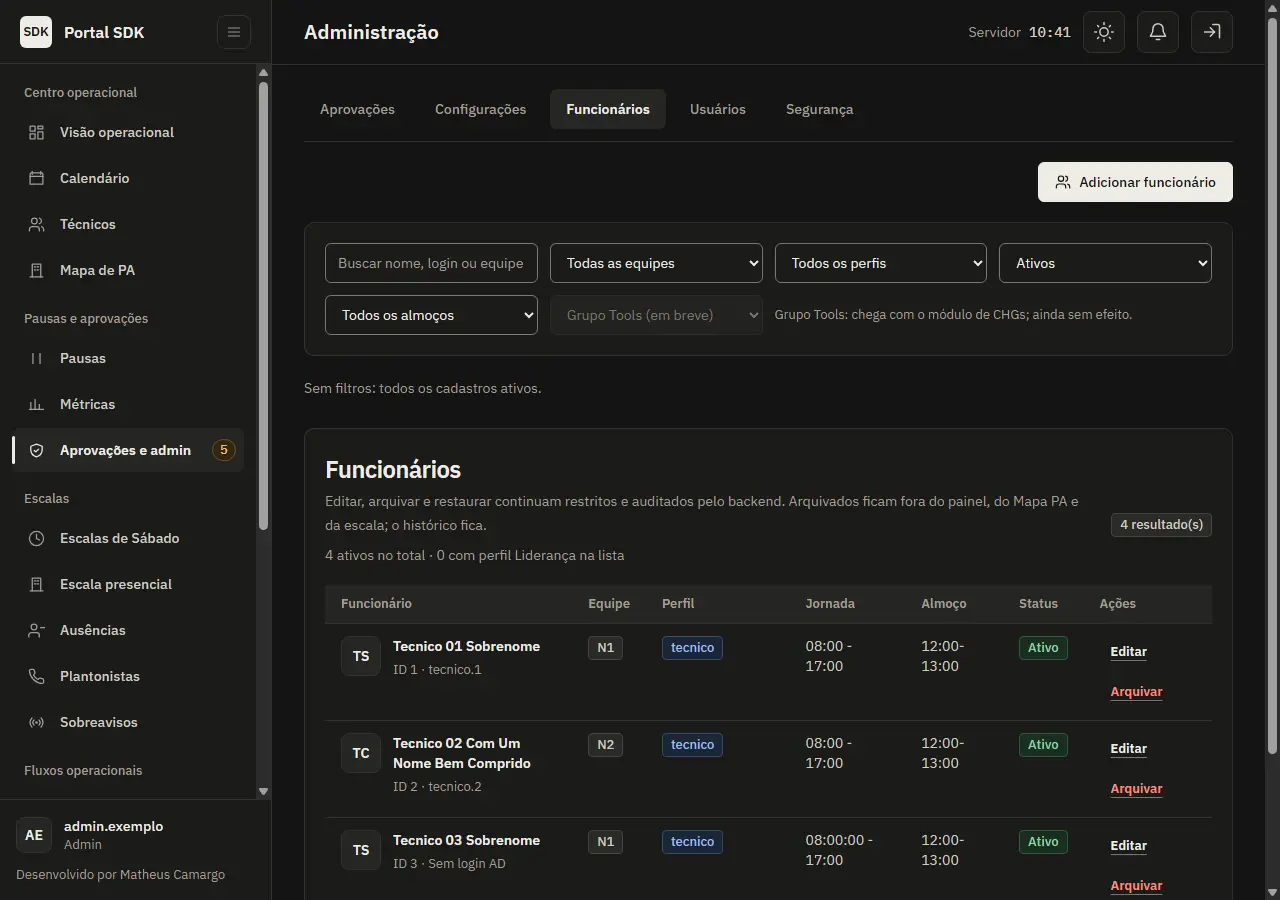 SDK Portal SDK
Centro operacional
Visão operacional
Calendário
Técnicos
Mapa de PA
Pausas e aprovações
Pausas
Métricas
Aprovações e admin 5
Escalas
Escalas de Sábado
Escala presencial
Ausências
Plantonistas
Sobreavisos
Fluxos operacionais
AE admin.exemplo
Admin
Desenvolvido por Matheus Camargo
Administração
Servidor 10:41
Aprovações Configurações Funcionários Usuários Segurança
Adicionar funcionário
Buscar nome, login ou equipe Todas as equipes Todos os perfis Ativos
Todos os almoços Grupo Tools (em breve) Grupo Tools: chega com o módulo de CHGs; ainda sem efeito.
Sem filtros: todos os cadastros ativos.
Funcionários
Editar, arquivar e restaurar continuam restritos e auditados pelo backend. Arquivados ficam fora do painel, do Mapa PA e
da escala; o histórico fica.
4 resultado(s)
4 ativos no total · 0 com perfil Liderança na lista
Funcionário Equipe Perfil Jornada Almoço Status Ações
TS Tecnico 01 Sobrenome N1 tecnico 08:00 - 12:00- Ativo Editar
ID 1 · tecnico.1 17:00 13:00
Arquivar
TC Tecnico 02 Com Um N2 tecnico 08:00 - 12:00- Ativo Editar
Nome Bem Comprido 17:00 13:00
ID 2 · tecnico.2 Arquivar
TS Tecnico 03 Sobrenome N1 tecnico 08:00:00 - 12:00- Ativo Editar
ID 3 · Sem login AD 17:00 13:00
Arquivar